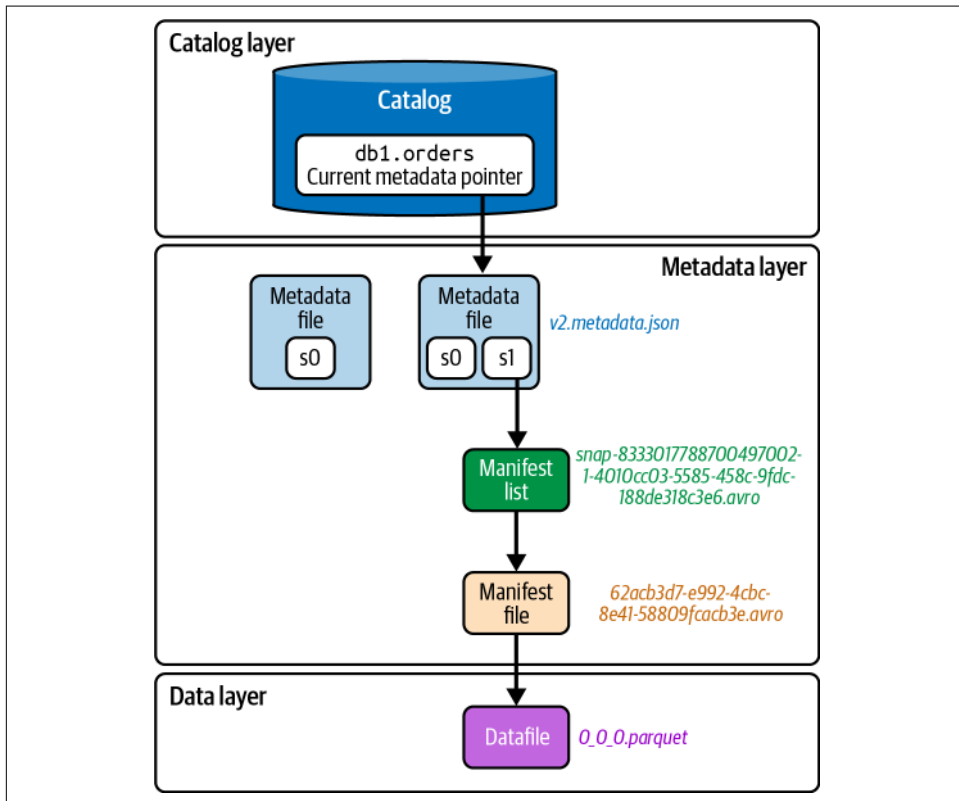 Catalog layer
Catalog
db1.orders
Current metadata pointer
Metadata layer
Metadata
file
s0
Metadata
file
s0
s1
v2.metadata.json
Manifest
list
snap-8333017788700497002-
1-4010cc03-5585-458c-9fdc-
188de318c3e6.avro
Manifest
file
62acb3d7-e992-4cbc-
8e41-58809fcacb3e.avro
Data layer
Datafile
0_0_0.parquet